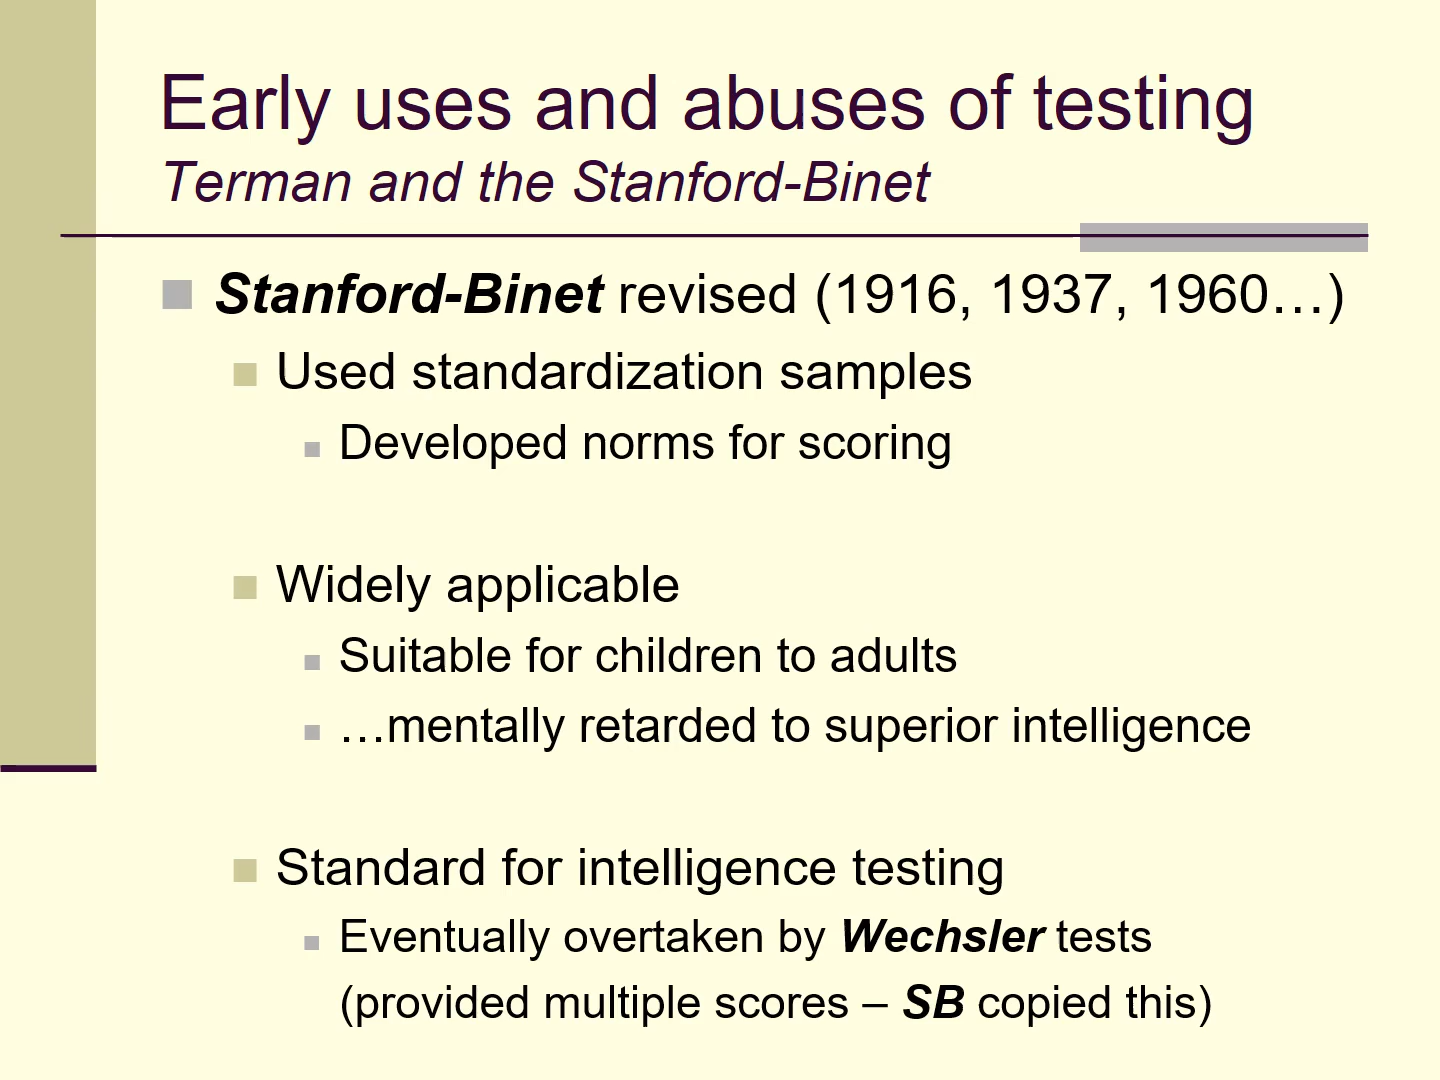 Early uses and abuses of testing
Terman and the Stanford-Binet
Stanford-Binet revised (1916, 1937, 1960…)
Used standardization samples
Developed norms for scoring
Widely applicable
Suitable for children to adults
…mentally retarded to superior intelligence
Standard for intelligence testing
Eventually overtaken by Wechsler tests
(provided multiple scores – SB copied this)